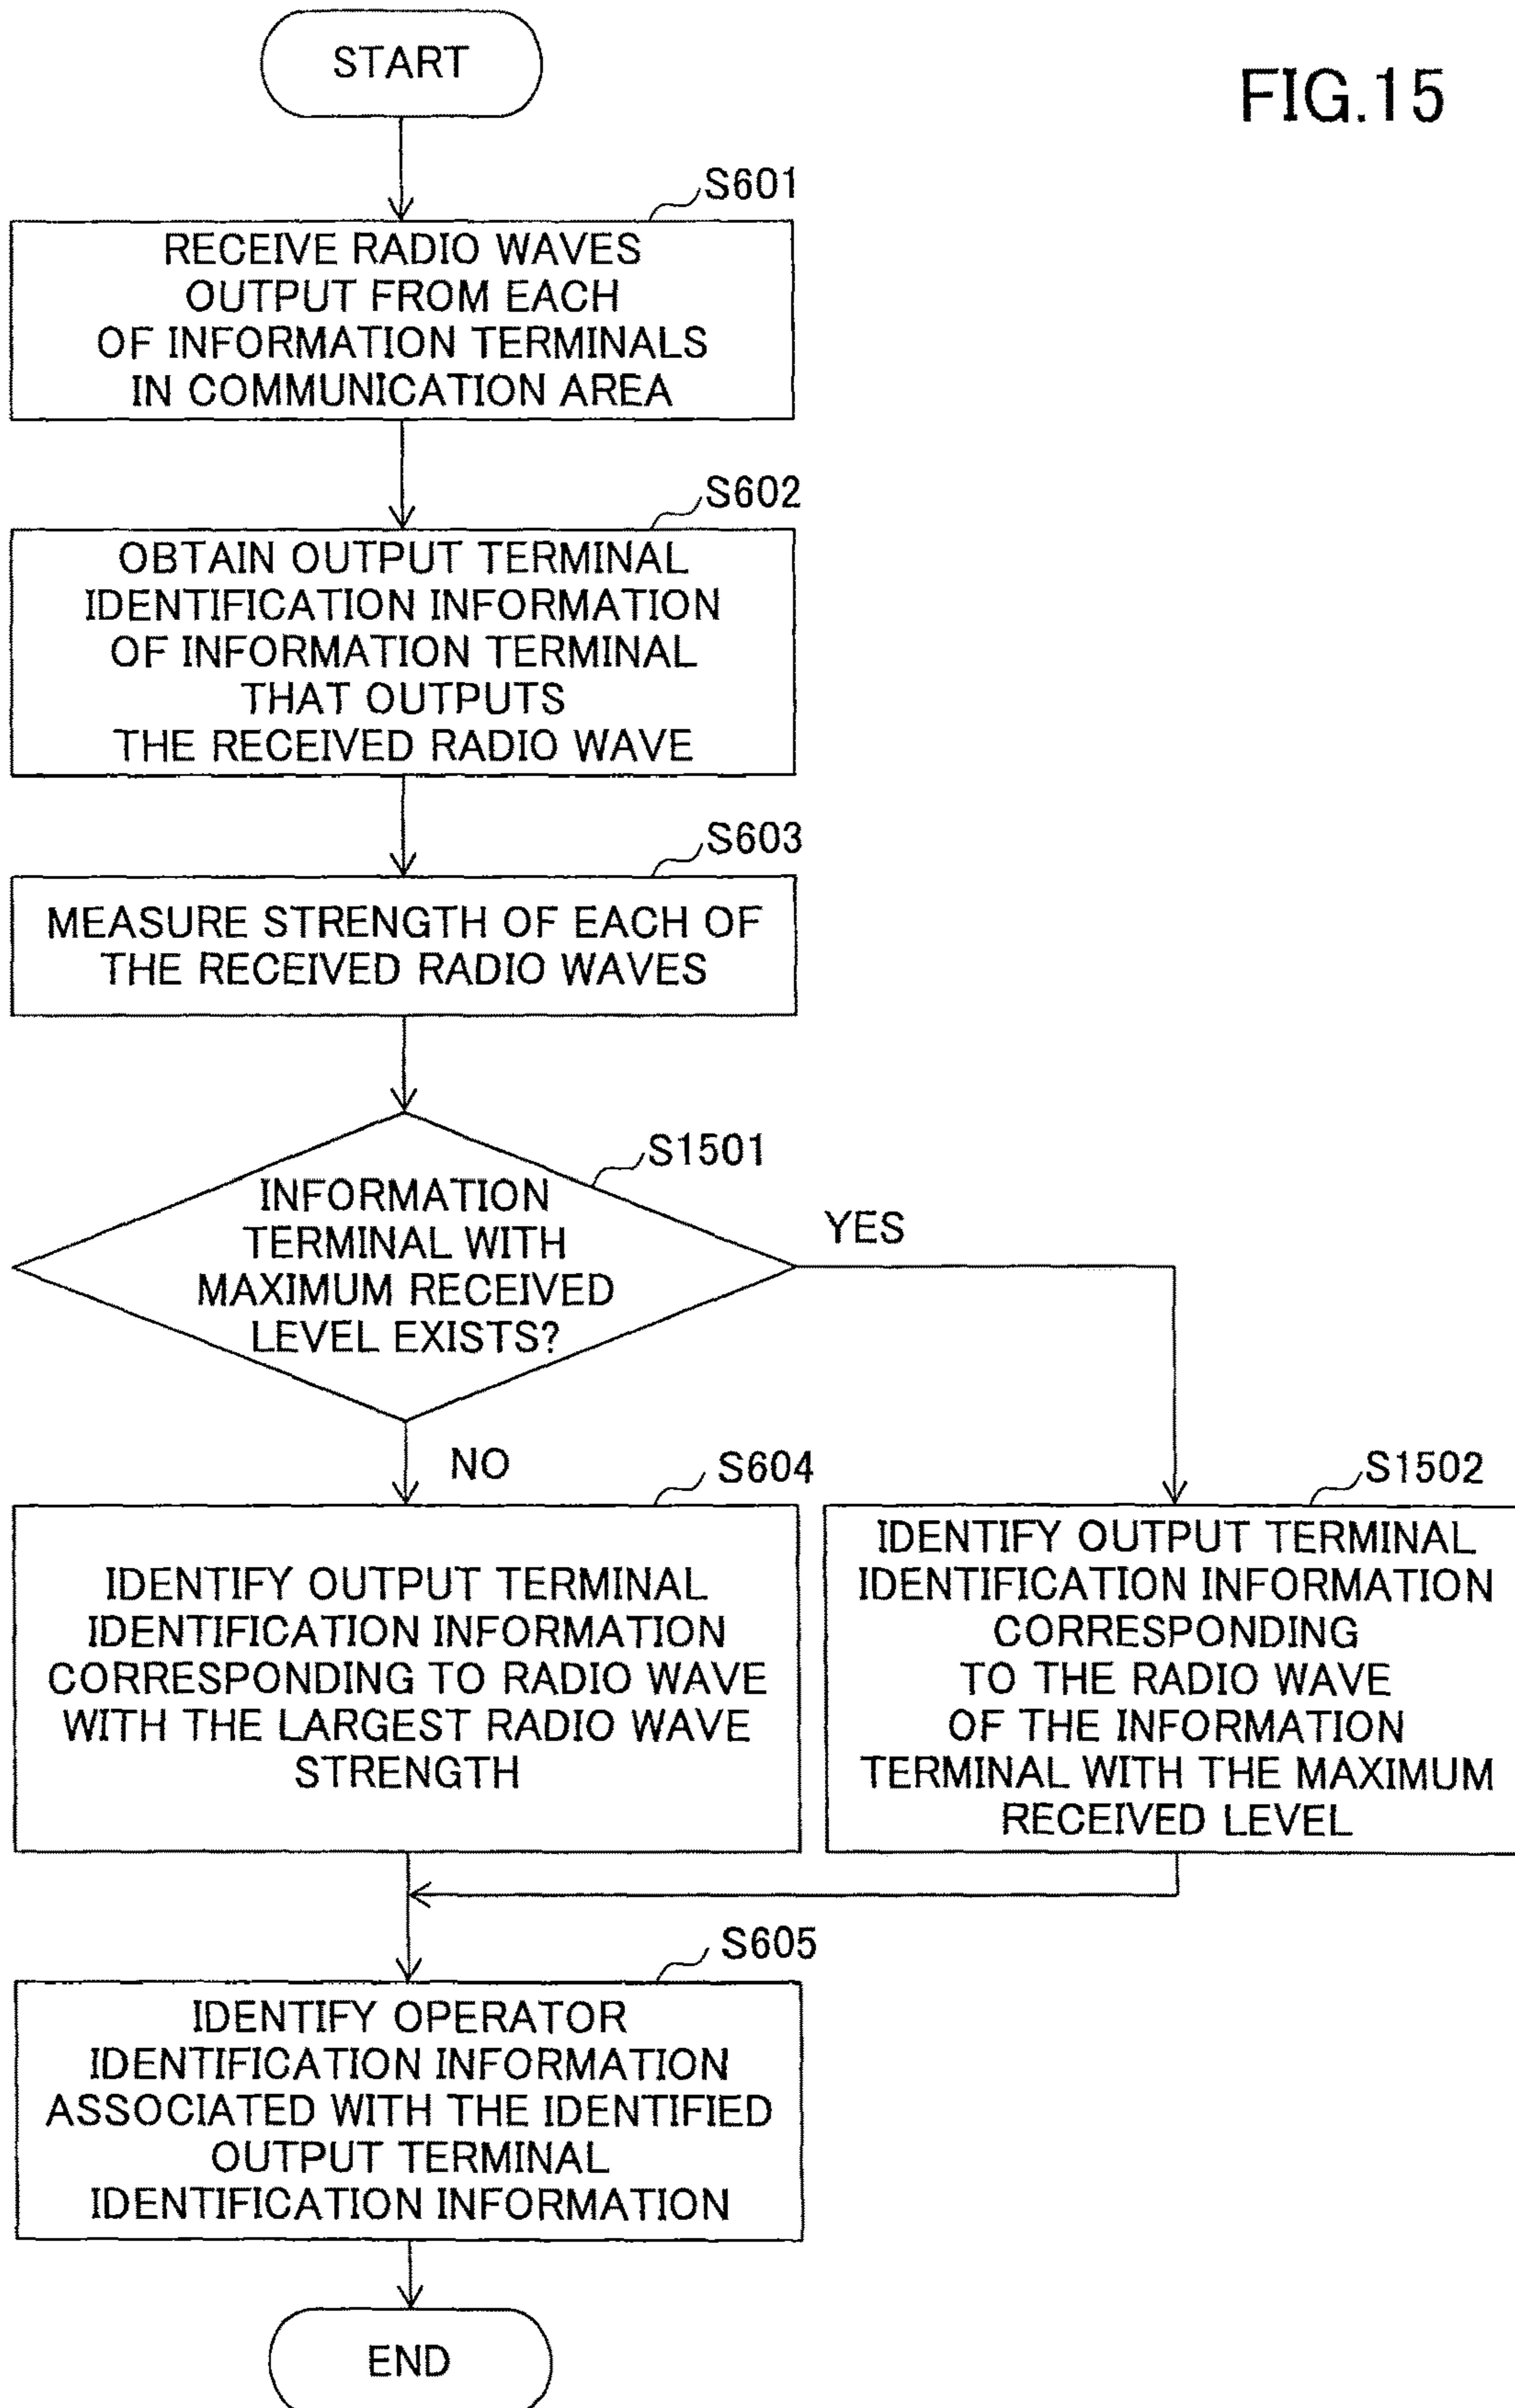 START
FIG.15
S601
RECEIVE RADIO WAVES
OUTPUT FROM EACH
OF INFORMATION TERMINALS
IN COMMUNICATION AREA
S602
OBTAIN OUTPUT TERMINAL
IDENTIFICATION INFORMATION
OF INFORMATION TERMINAL
THAT OUTPUTS
THE RECEIVED RADIO WAVE
S603
MEASURE STRENGTH OF EACH OF
THE RECEIVED RADIO WAVES
S1501
INFORMATION
TERMINAL WITH
MAXIMUM RECEIVED
LEVEL EXISTS?
YES
NO
S604
IDENTIFY OUTPUT TERMINAL
IDENTIFICATION INFORMATION
CORRESPONDING TO RADIO WAVE
WITH THE LARGEST RADIO WAVE
STRENGTH
S1502
IDENTIFY OUTPUT TERMINAL
IDENTIFICATION INFORMATION
CORRESPONDING
TO THE RADIO WAVE
OF THE INFORMATION
TERMINAL WITH THE MAXIMUM
RECEIVED LEVEL
S605
IDENTIFY OPERATOR
IDENTIFICATION INFORMATION
ASSOCIATED WITH THE IDENTIFIED
OUTPUT TERMINAL
IDENTIFICATION INFORMATION
END